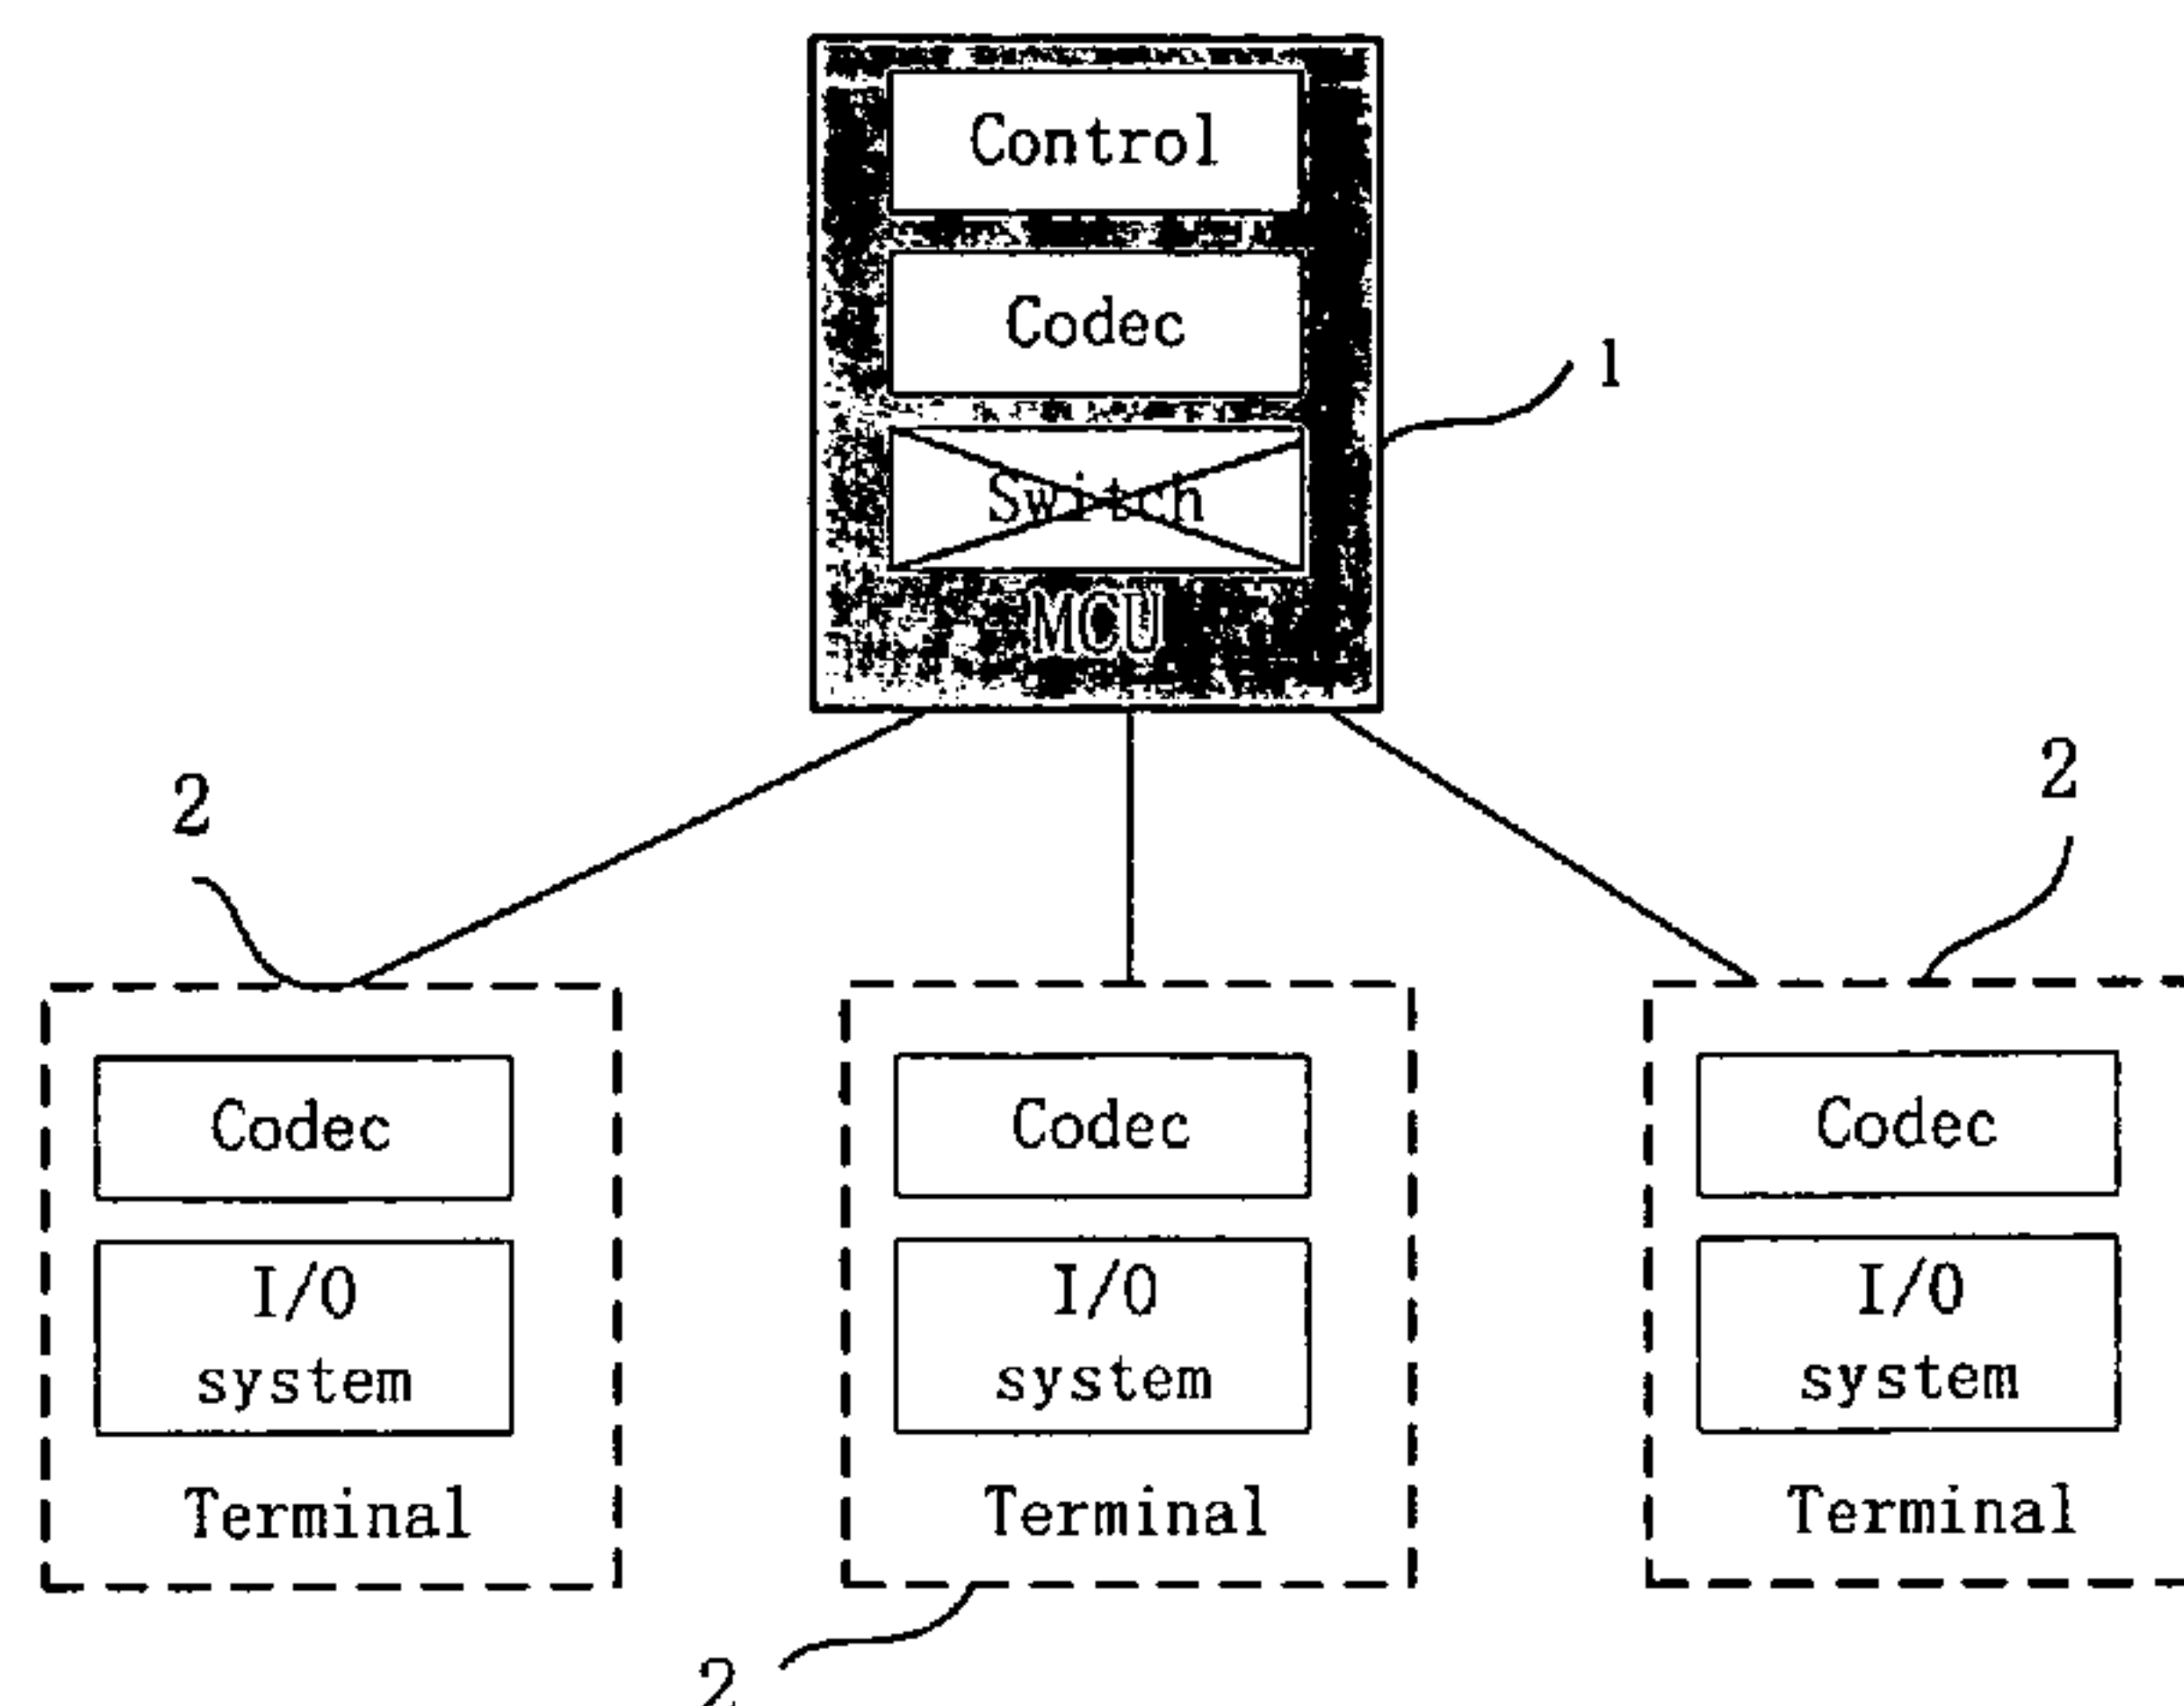 Control
Codec
1
Switch
MCU
2
2
Codec
Codec
Codec
I/O
system
I/O
system
I/O
system
Terminal
Terminal
Terminal
2